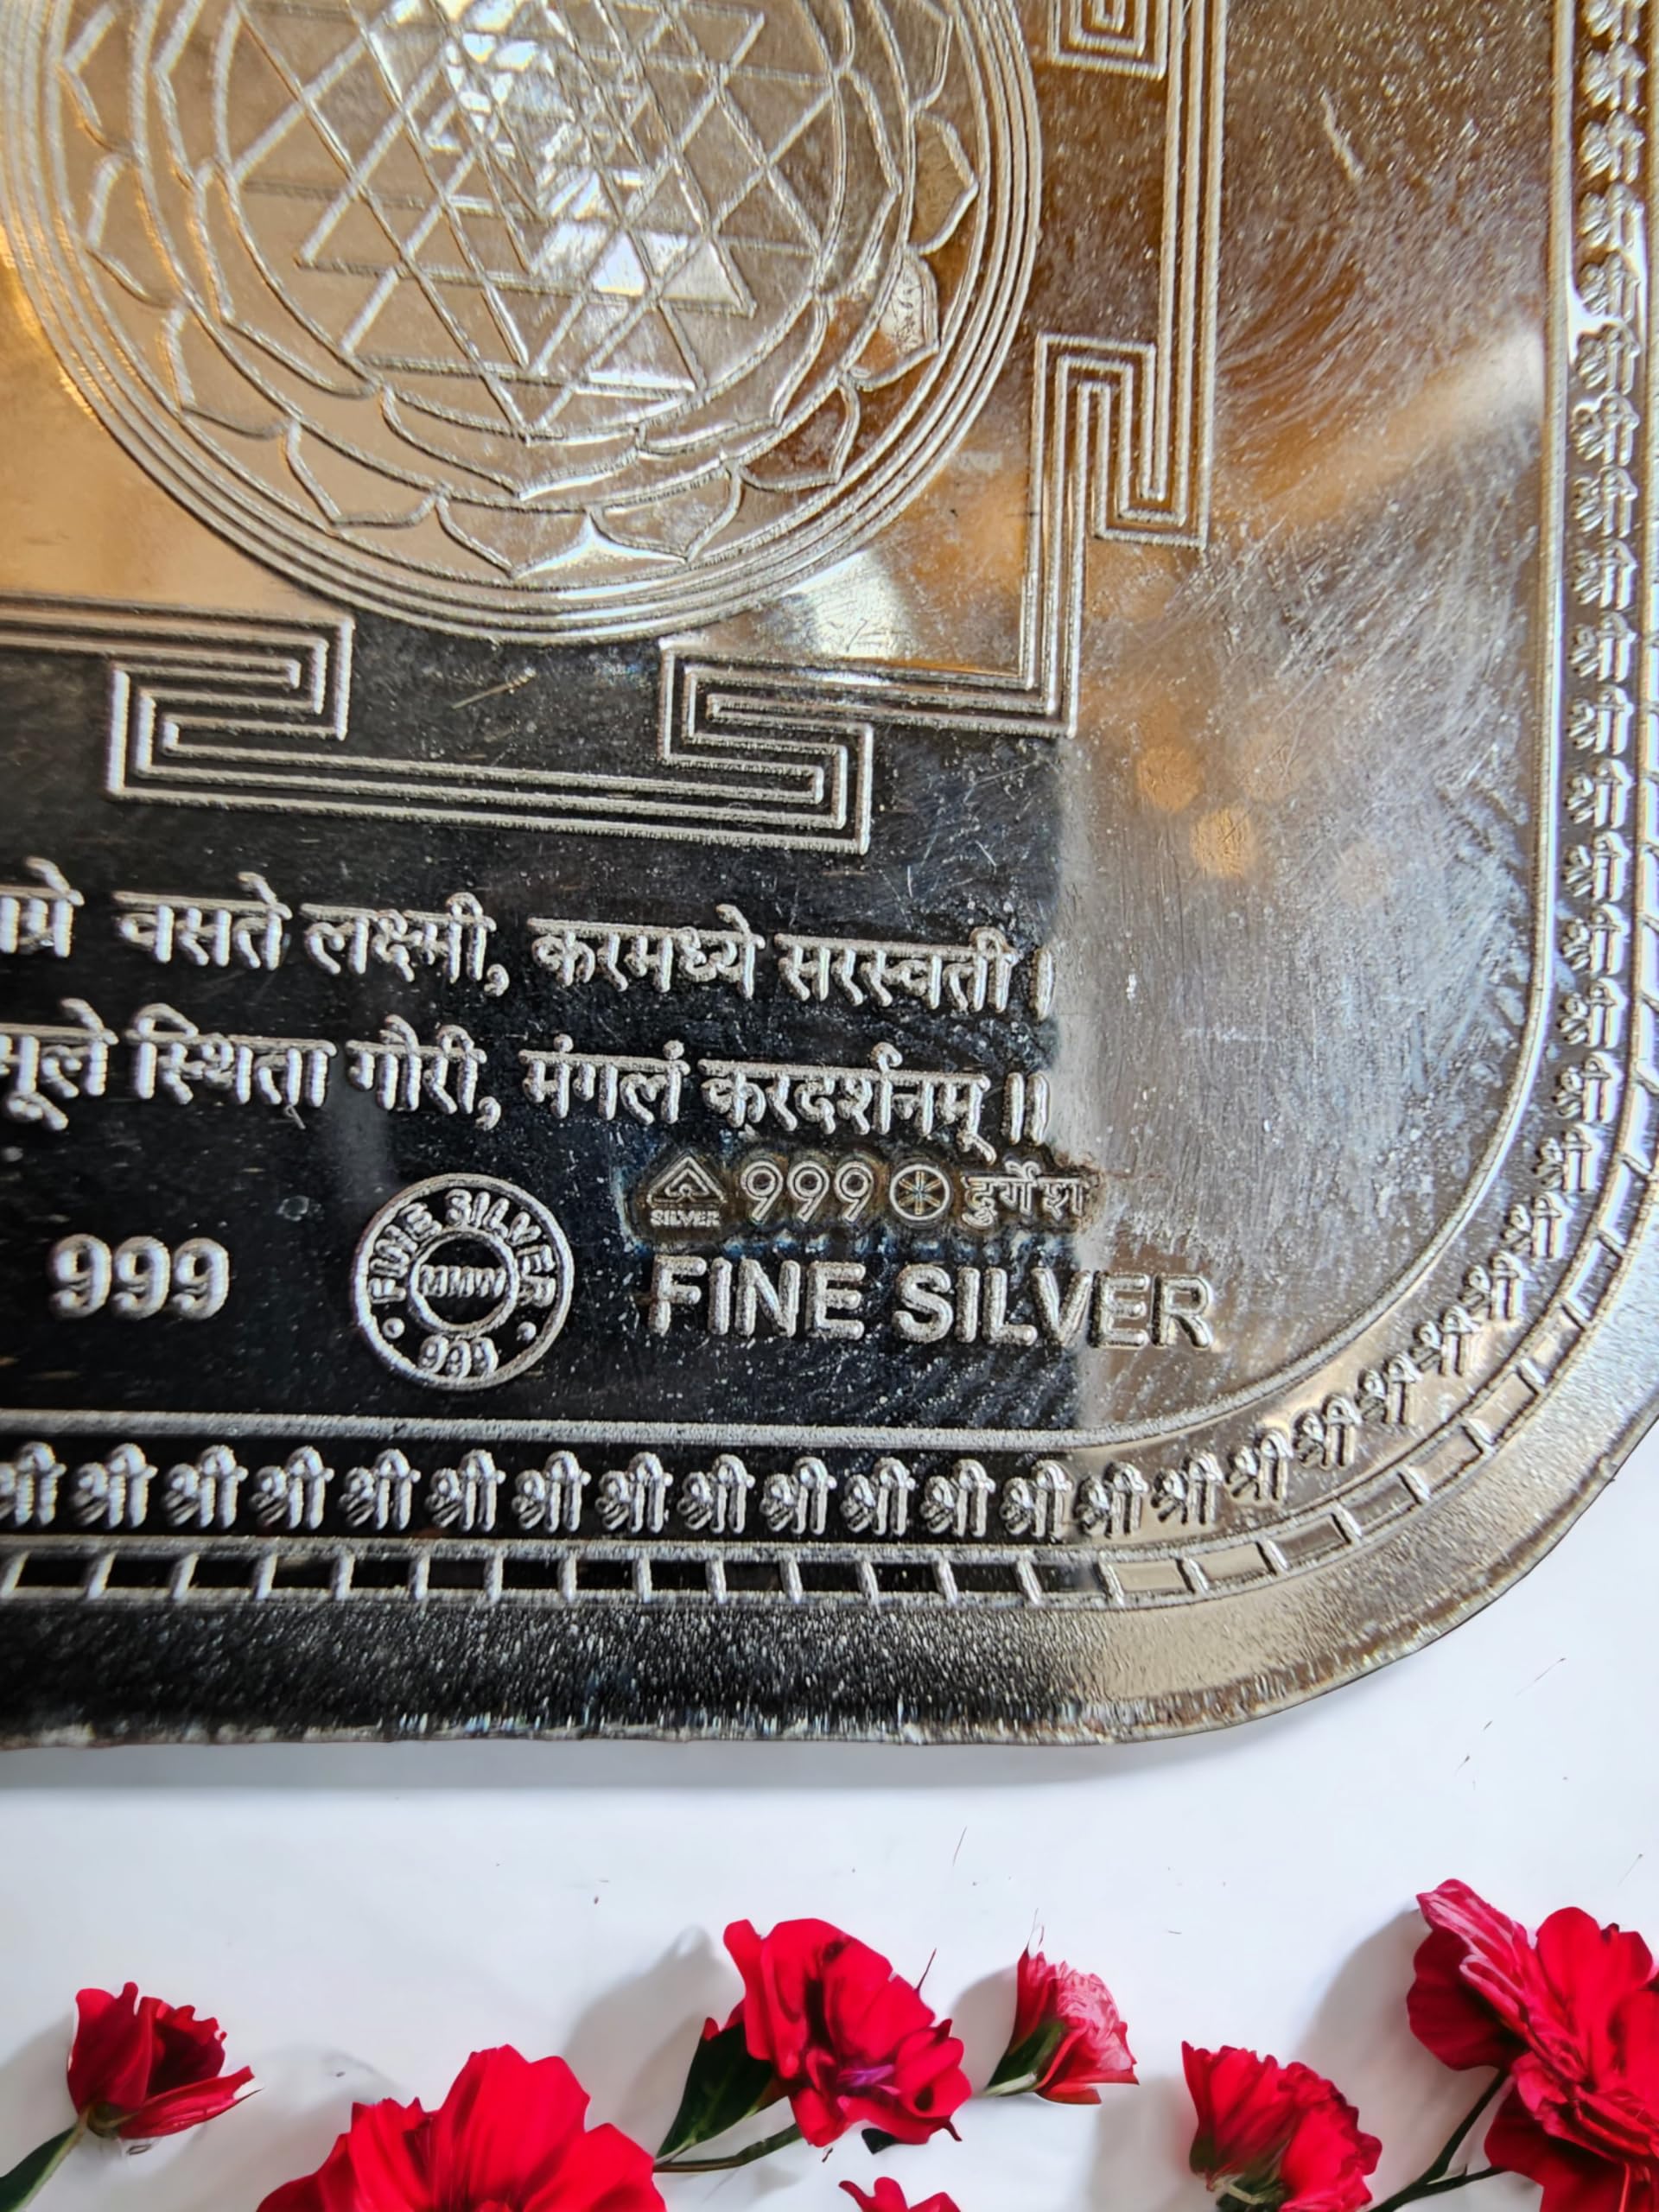 वसते लक्ष्मी, करमध्ये सरस्वती।
मूले स्थिता गौरी, मंगलं करदर्शनम् ॥
SILVER 999 दुर्गेश
999 FINE SILVER MMW 999 FINE SILVER
श्री श्री श्री श्री श्री श्री श्री श्री श्री श्री श्री श्री श्री श्री श्री श्री श्री श्री श्री श्री श्री श्री